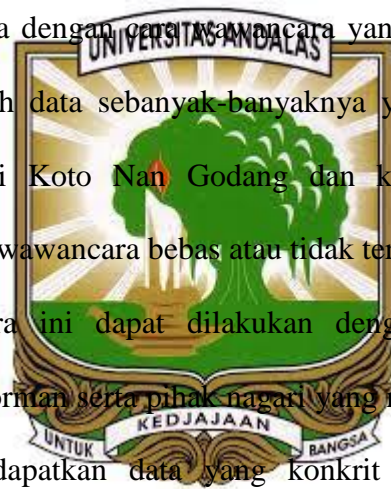 a dengan cara wawancara yan
UNIVERSITAS ANDALAS
h data sebanyak-banyaknya y
i Koto Nan Godang dan k
wawancara bebas atau tidak ter
ra ini dapat dilakukan deng
orman serta pihak nagari yang
KEDJAJAAN
UNTUK BANGSA
dapatkan data yang konkrit